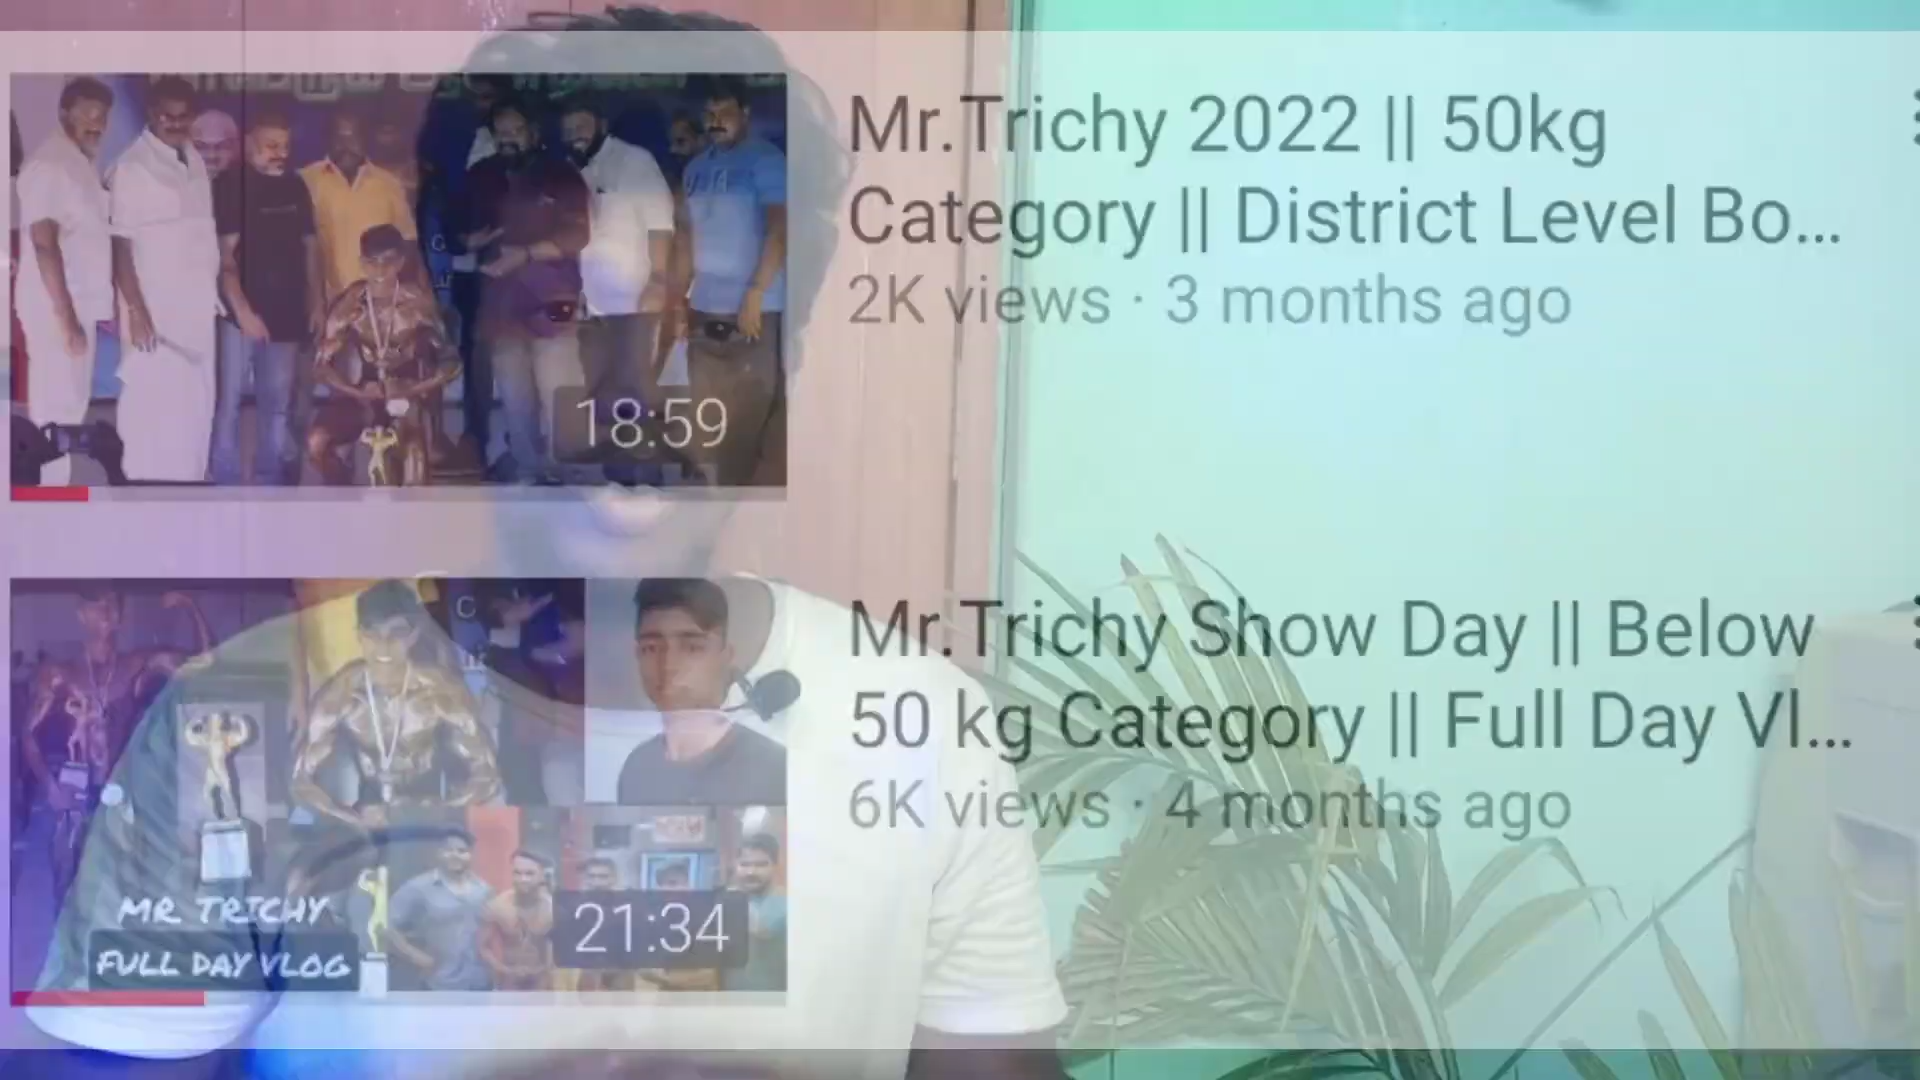 Mr.Trichy 2022 || 50kg
Category || District Level Bo...
2K views · 3 months ago
18:59
Mr.Trichy Show Day || Below
50 kg Category || Full Day Vl...
6K views · 4 months ago
MR TRICHY
FULL DAY VLOG
21:34